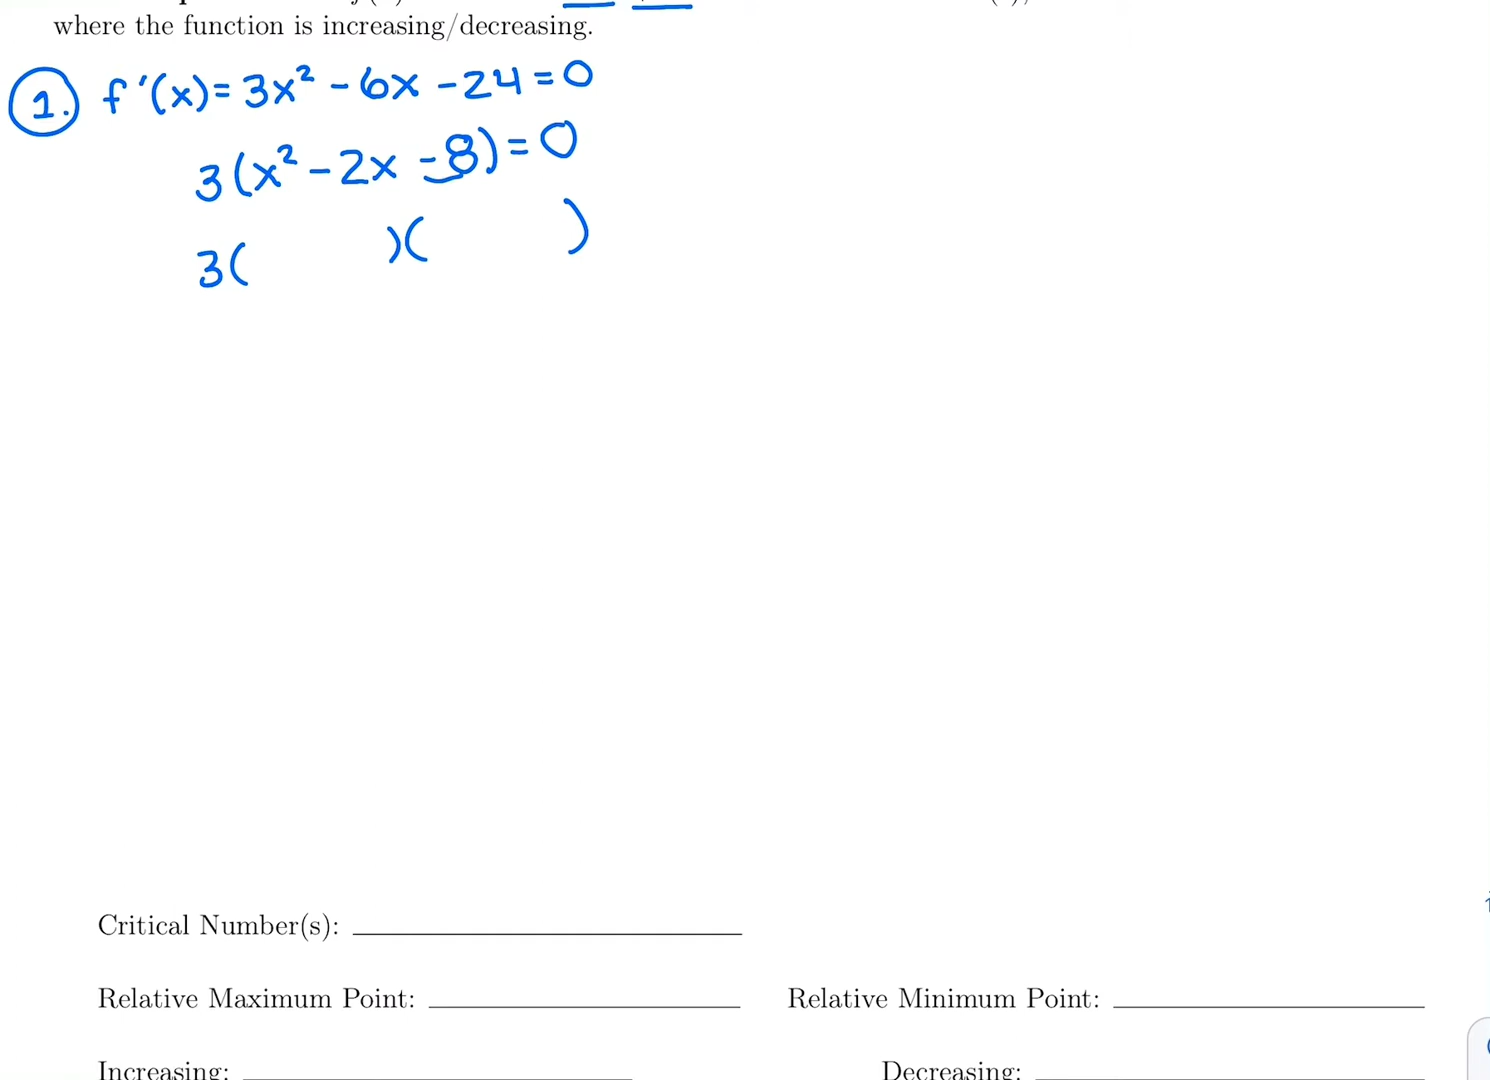 where the function is increasing/decreasing.
1. f'(x)= 3x² - 6x - 24 = 0
3(x² - 2x - 8) = 0
3( )( )
Critical Number(s):
Relative Maximum Point: Relative Minimum Point:
Increasing: Decreasing: